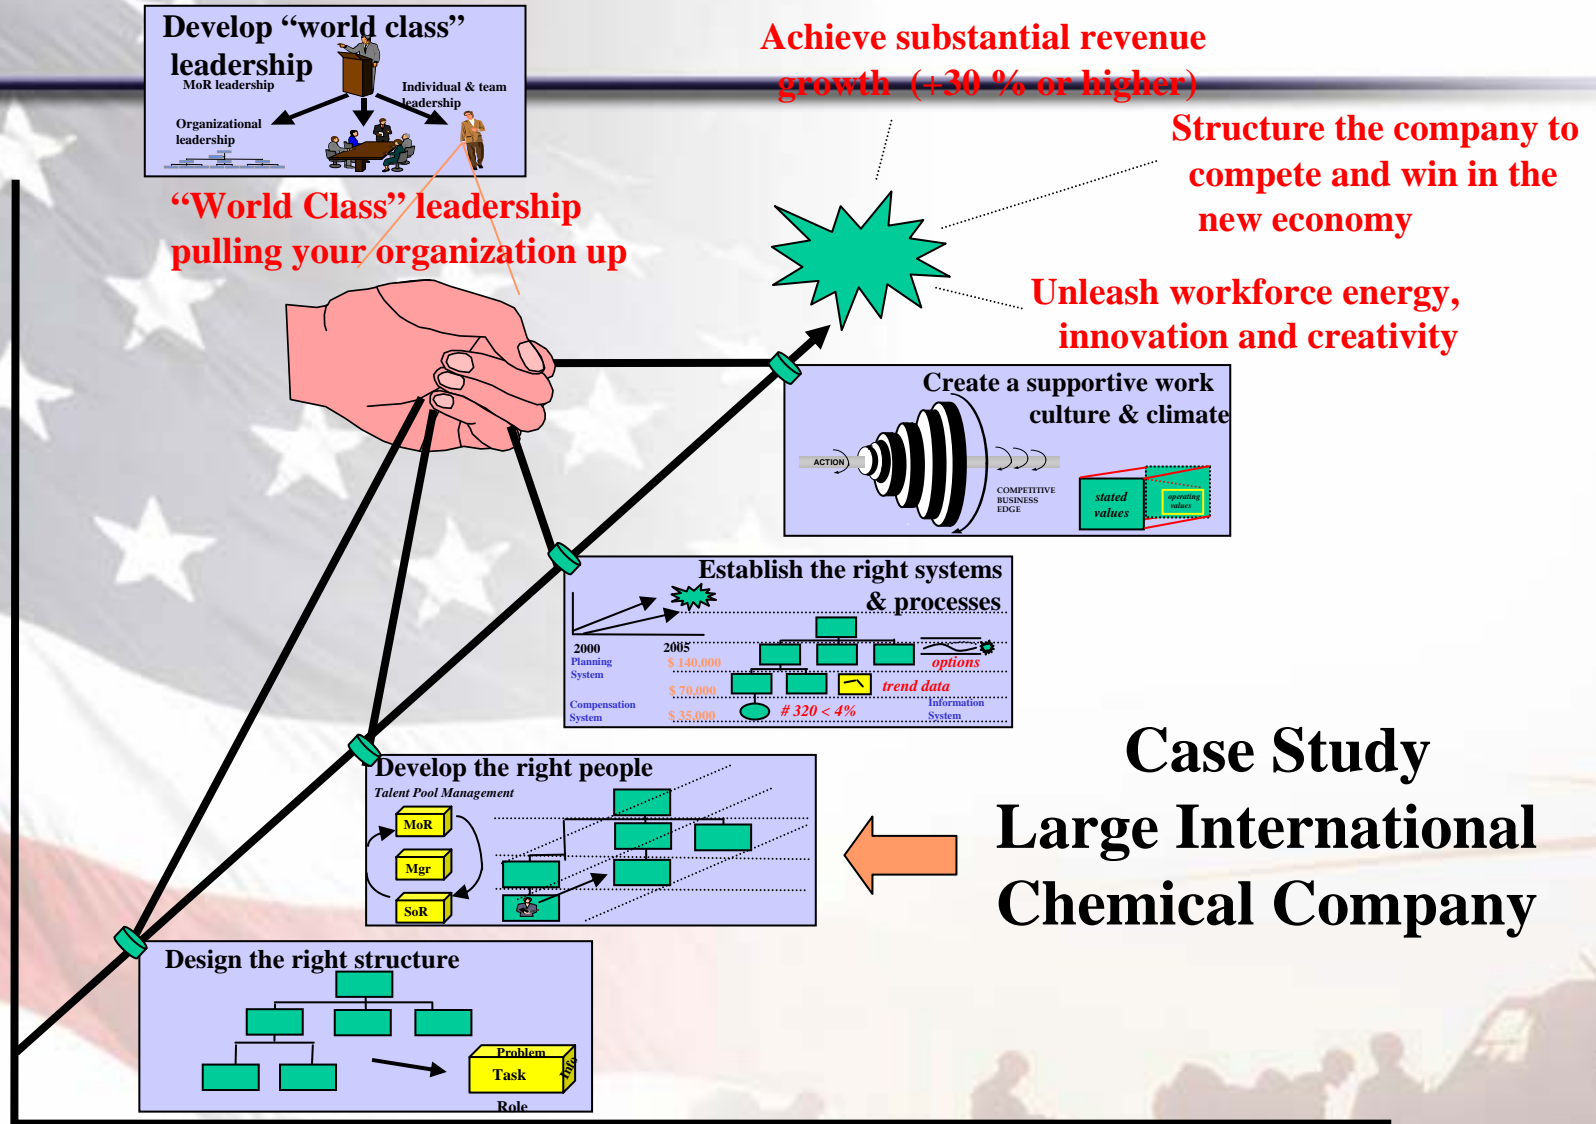 Develop “world class”
leadership
MoR leadership
Individual & team
leadership
Organizational
leadership
“World Class” leadership
pulling your organization up
Achieve substantial revenue
growth (+30 % or higher)
Structure the company to
compete and win in the
new economy
Unleash workforce energy,
innovation and creativity
Create a supportive work
culture & climate
ACTION
COMPETITIVE
BUSINESS
EDGE
stated
values
operating
values
Establish the right systems
& processes
2000
2005
Planning
System
$ 140,000
options
$ 70,000
trend data
Compensation
System
$ 35,000
# 320 < 4%
Information
System
Develop the right people
Talent Pool Management
MoR
Mgr
SoR
Case Study
Large International
Chemical Company
Design the right structure
Problem
Info
Task
Role